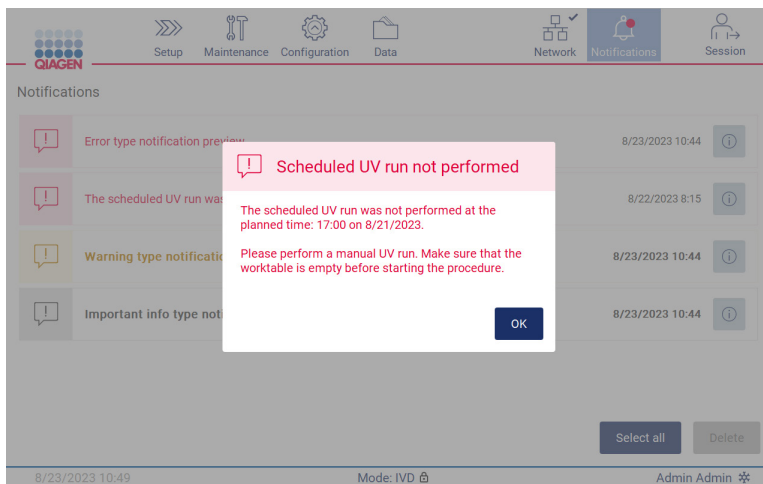 QIAGEN
Setup
Maintenance
Configuration
Data
Network
Notifications
Session
Notifications
Error type notification preview
8/23/2023 10:44
The scheduled UV run was
8/22/2023 8:15
Warning type notificatio
8/23/2023 10:44
Important info type noti
8/23/2023 10:44
Scheduled UV run not performed
The scheduled UV run was not performed at the
planned time: 17:00 on 8/21/2023.
Please perform a manual UV run. Make sure that the
worktable is empty before starting the procedure.
OK
Select all
Delete
8/23/2023 10:49
Mode: IVD
Admin Admin